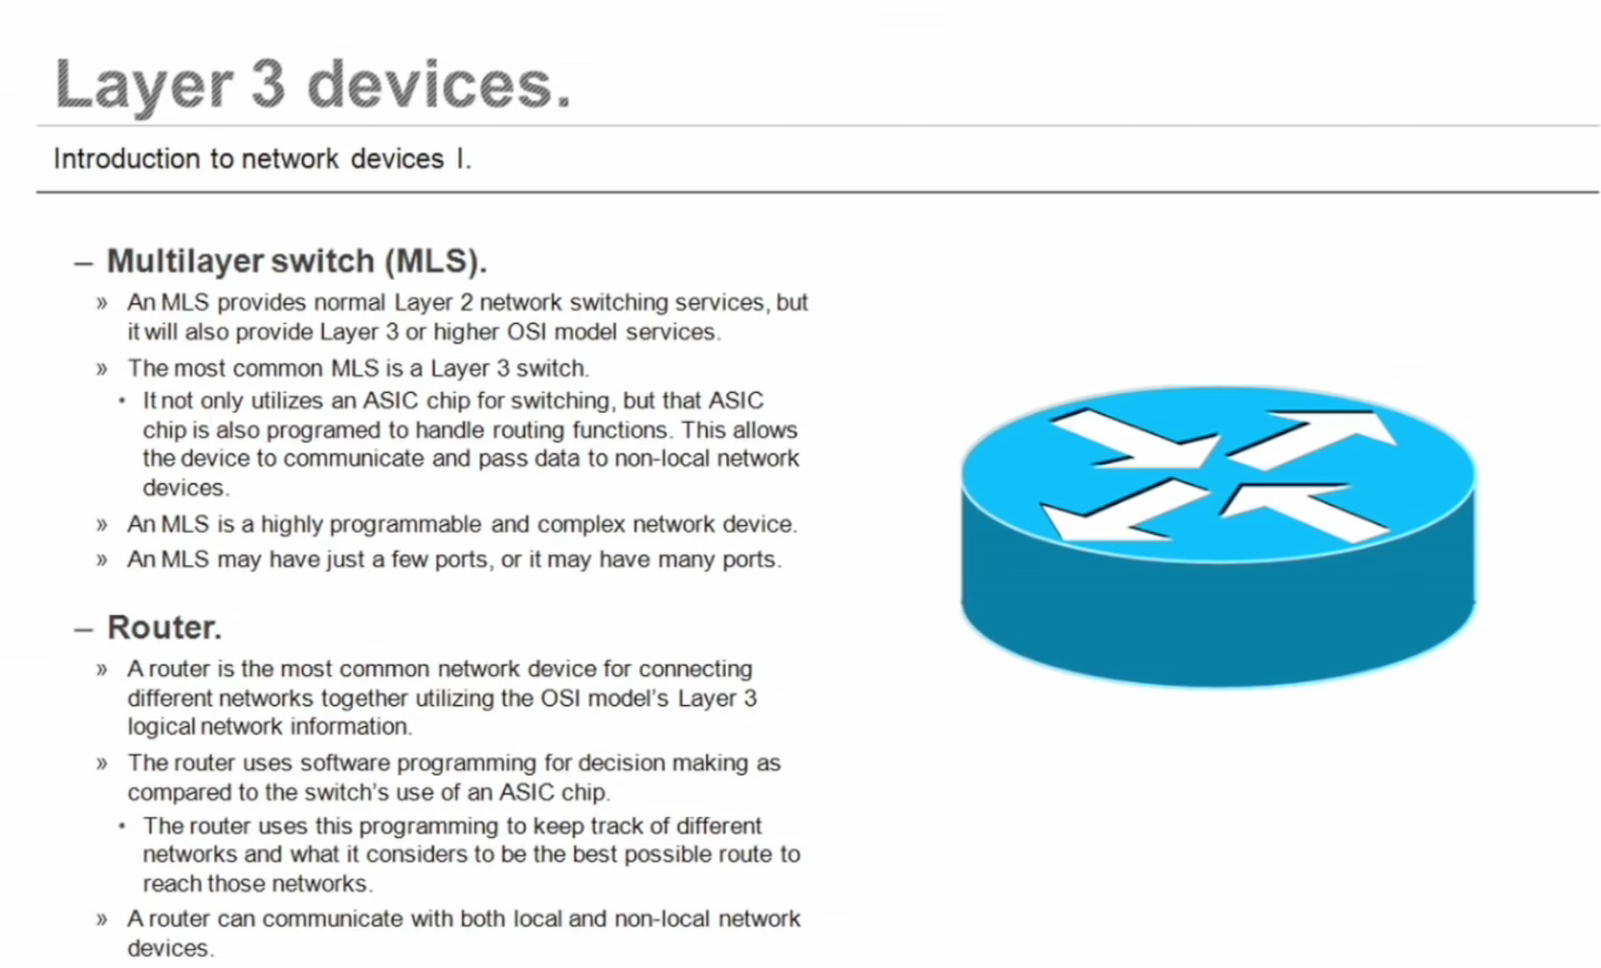 Layer 3 devices.
Introduction to network devices I.
– Multilayer switch (MLS).
» An MLS provides normal Layer 2 network switching services, but
it will also provide Layer 3 or higher OSI model services.
» The most common MLS is a Layer 3 switch.
• It not only utilizes an ASIC chip for switching, but that ASIC
chip is also programed to handle routing functions. This allows
the device to communicate and pass data to non-local network
devices.
» An MLS is a highly programmable and complex network device.
» An MLS may have just a few ports, or it may have many ports.
– Router.
» A router is the most common network device for connecting
different networks together utilizing the OSI model's Layer 3
logical network information.
» The router uses software programming for decision making as
compared to the switch's use of an ASIC chip.
• The router uses this programming to keep track of different
networks and what it considers to be the best possible route to
reach those networks.
» A router can communicate with both local and non-local network
devices.